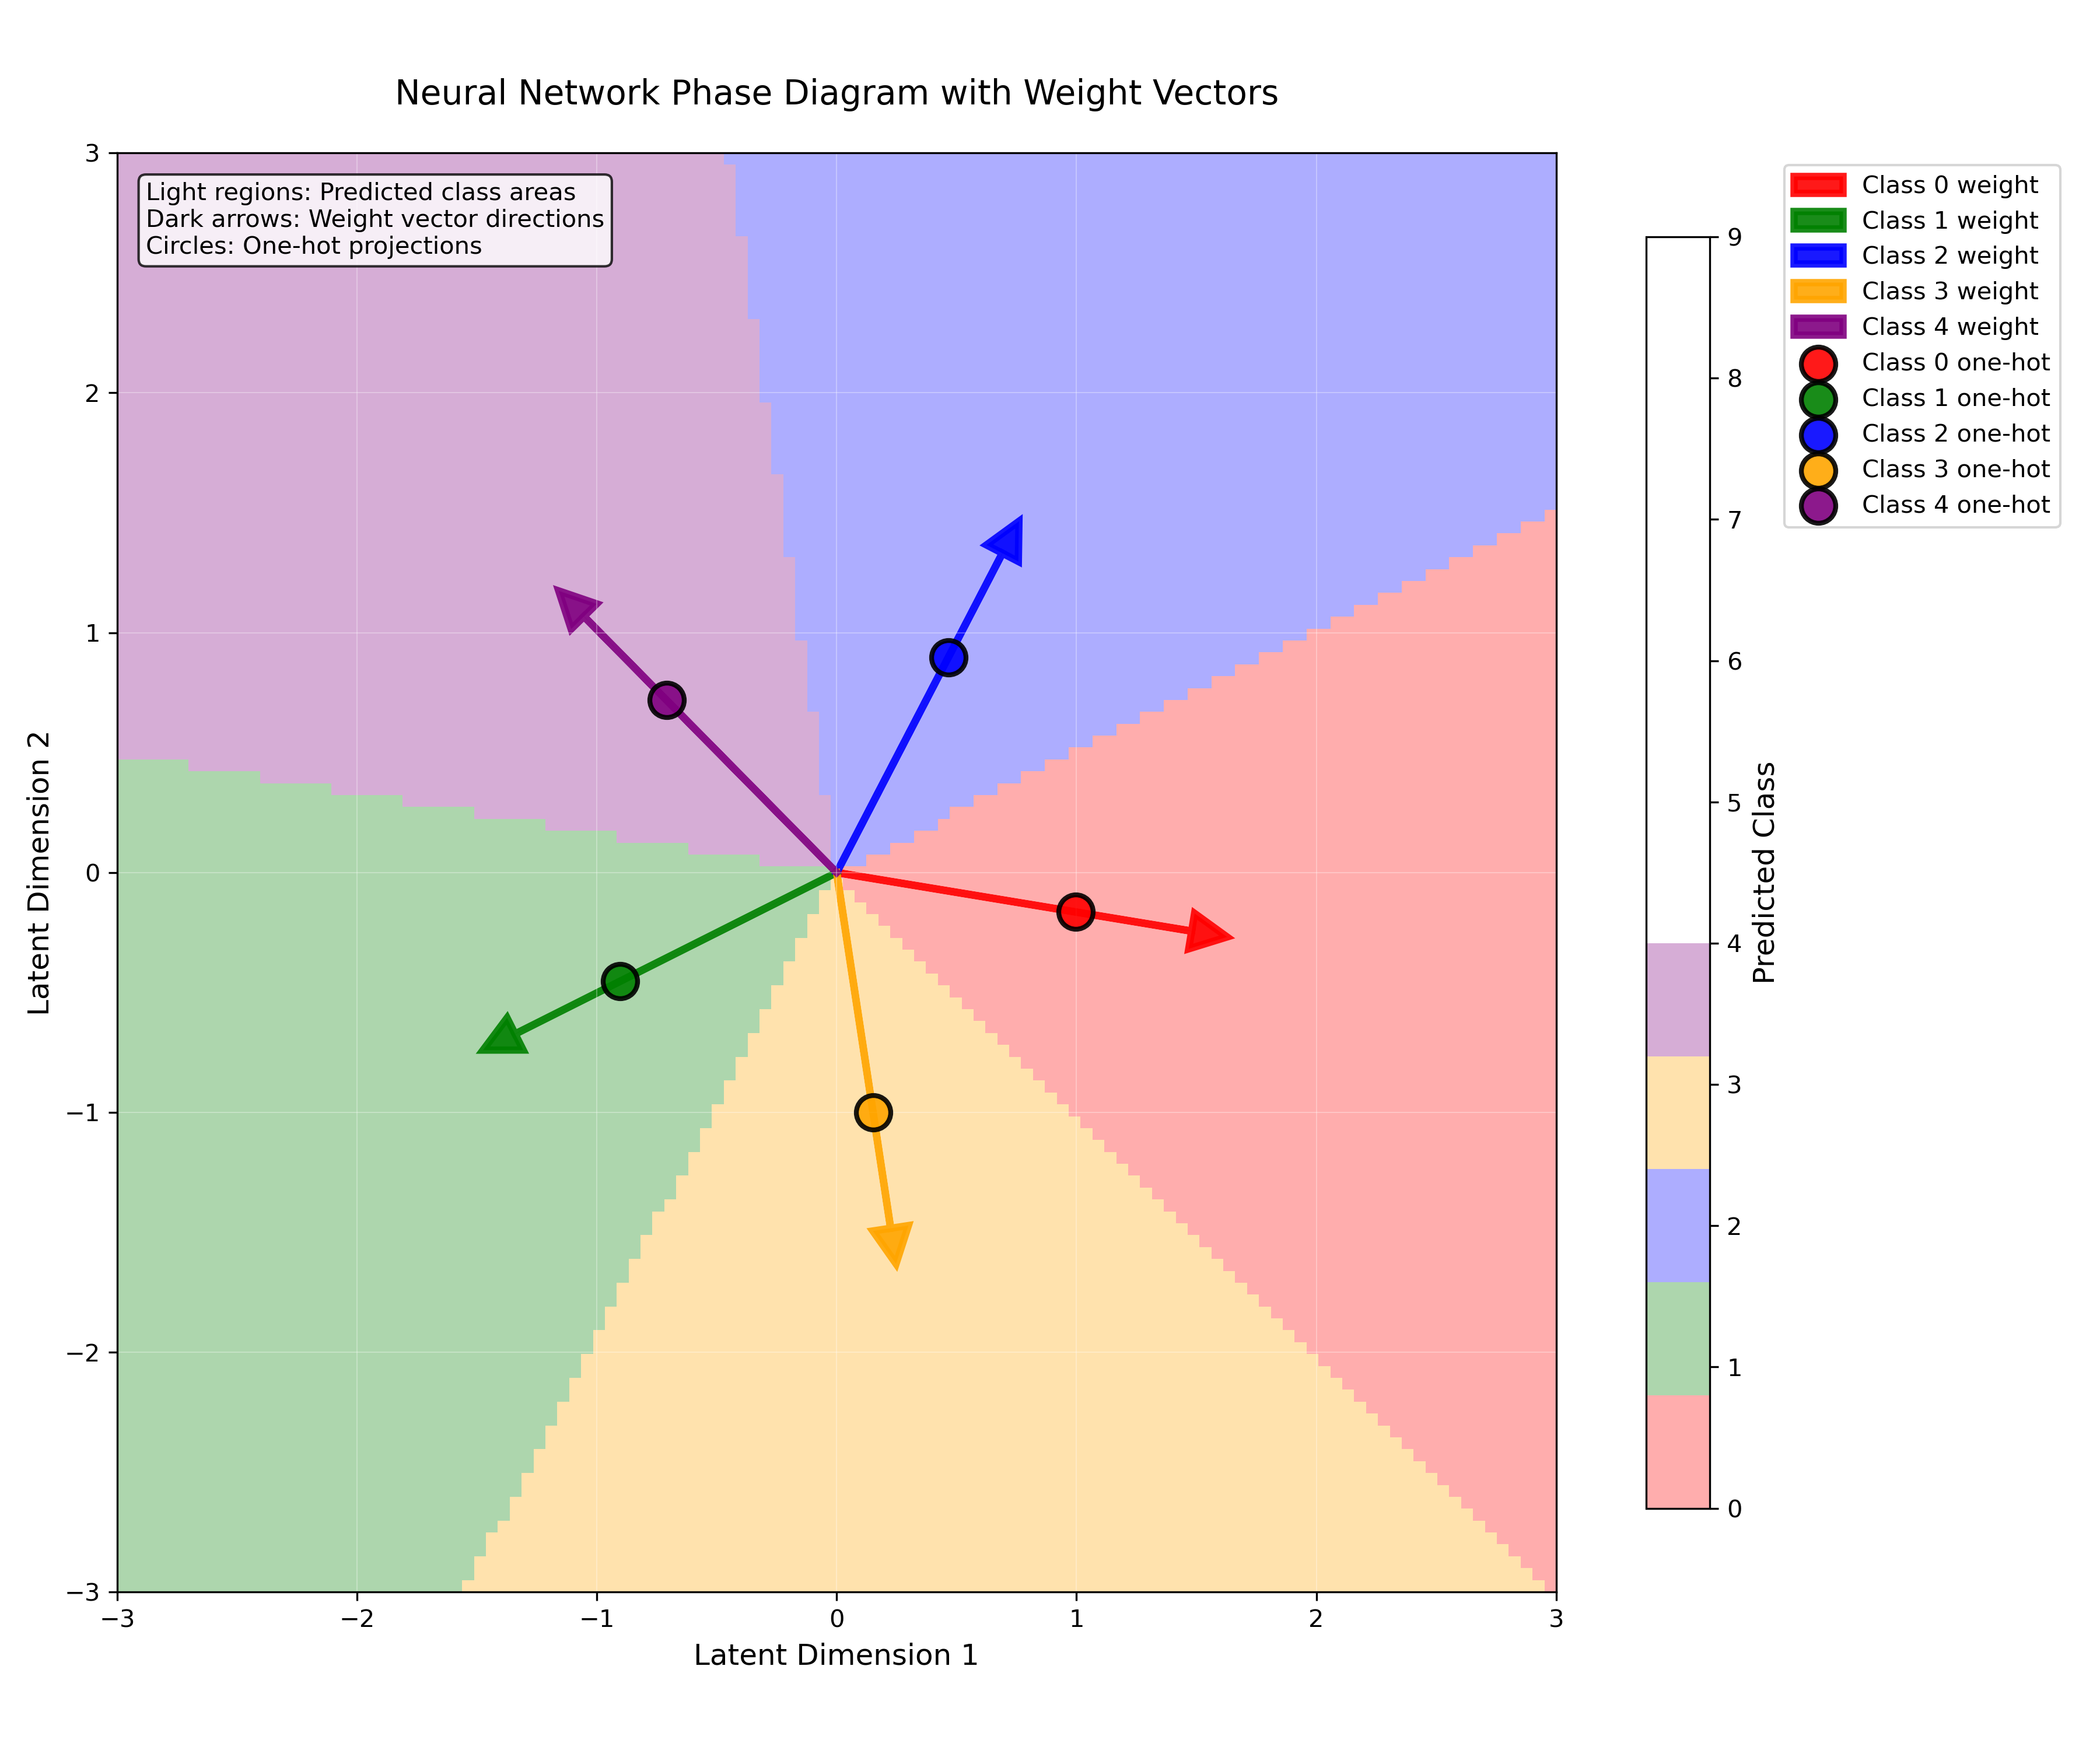 Neural Network Phase Diagram with Weight Vectors
Light regions: Predicted class areas
Dark arrows: Weight vector directions
Circles: One-hot projections
3
2
1
0
−1
−2
−3
Latent Dimension 2
−3
−2
−1
0
1
2
3
Latent Dimension 1
9
8
7
6
5
4
3
2
1
0
Predicted Class
Class 0 weight
Class 1 weight
Class 2 weight
Class 3 weight
Class 4 weight
Class 0 one-hot
Class 1 one-hot
Class 2 one-hot
Class 3 one-hot
Class 4 one-hot